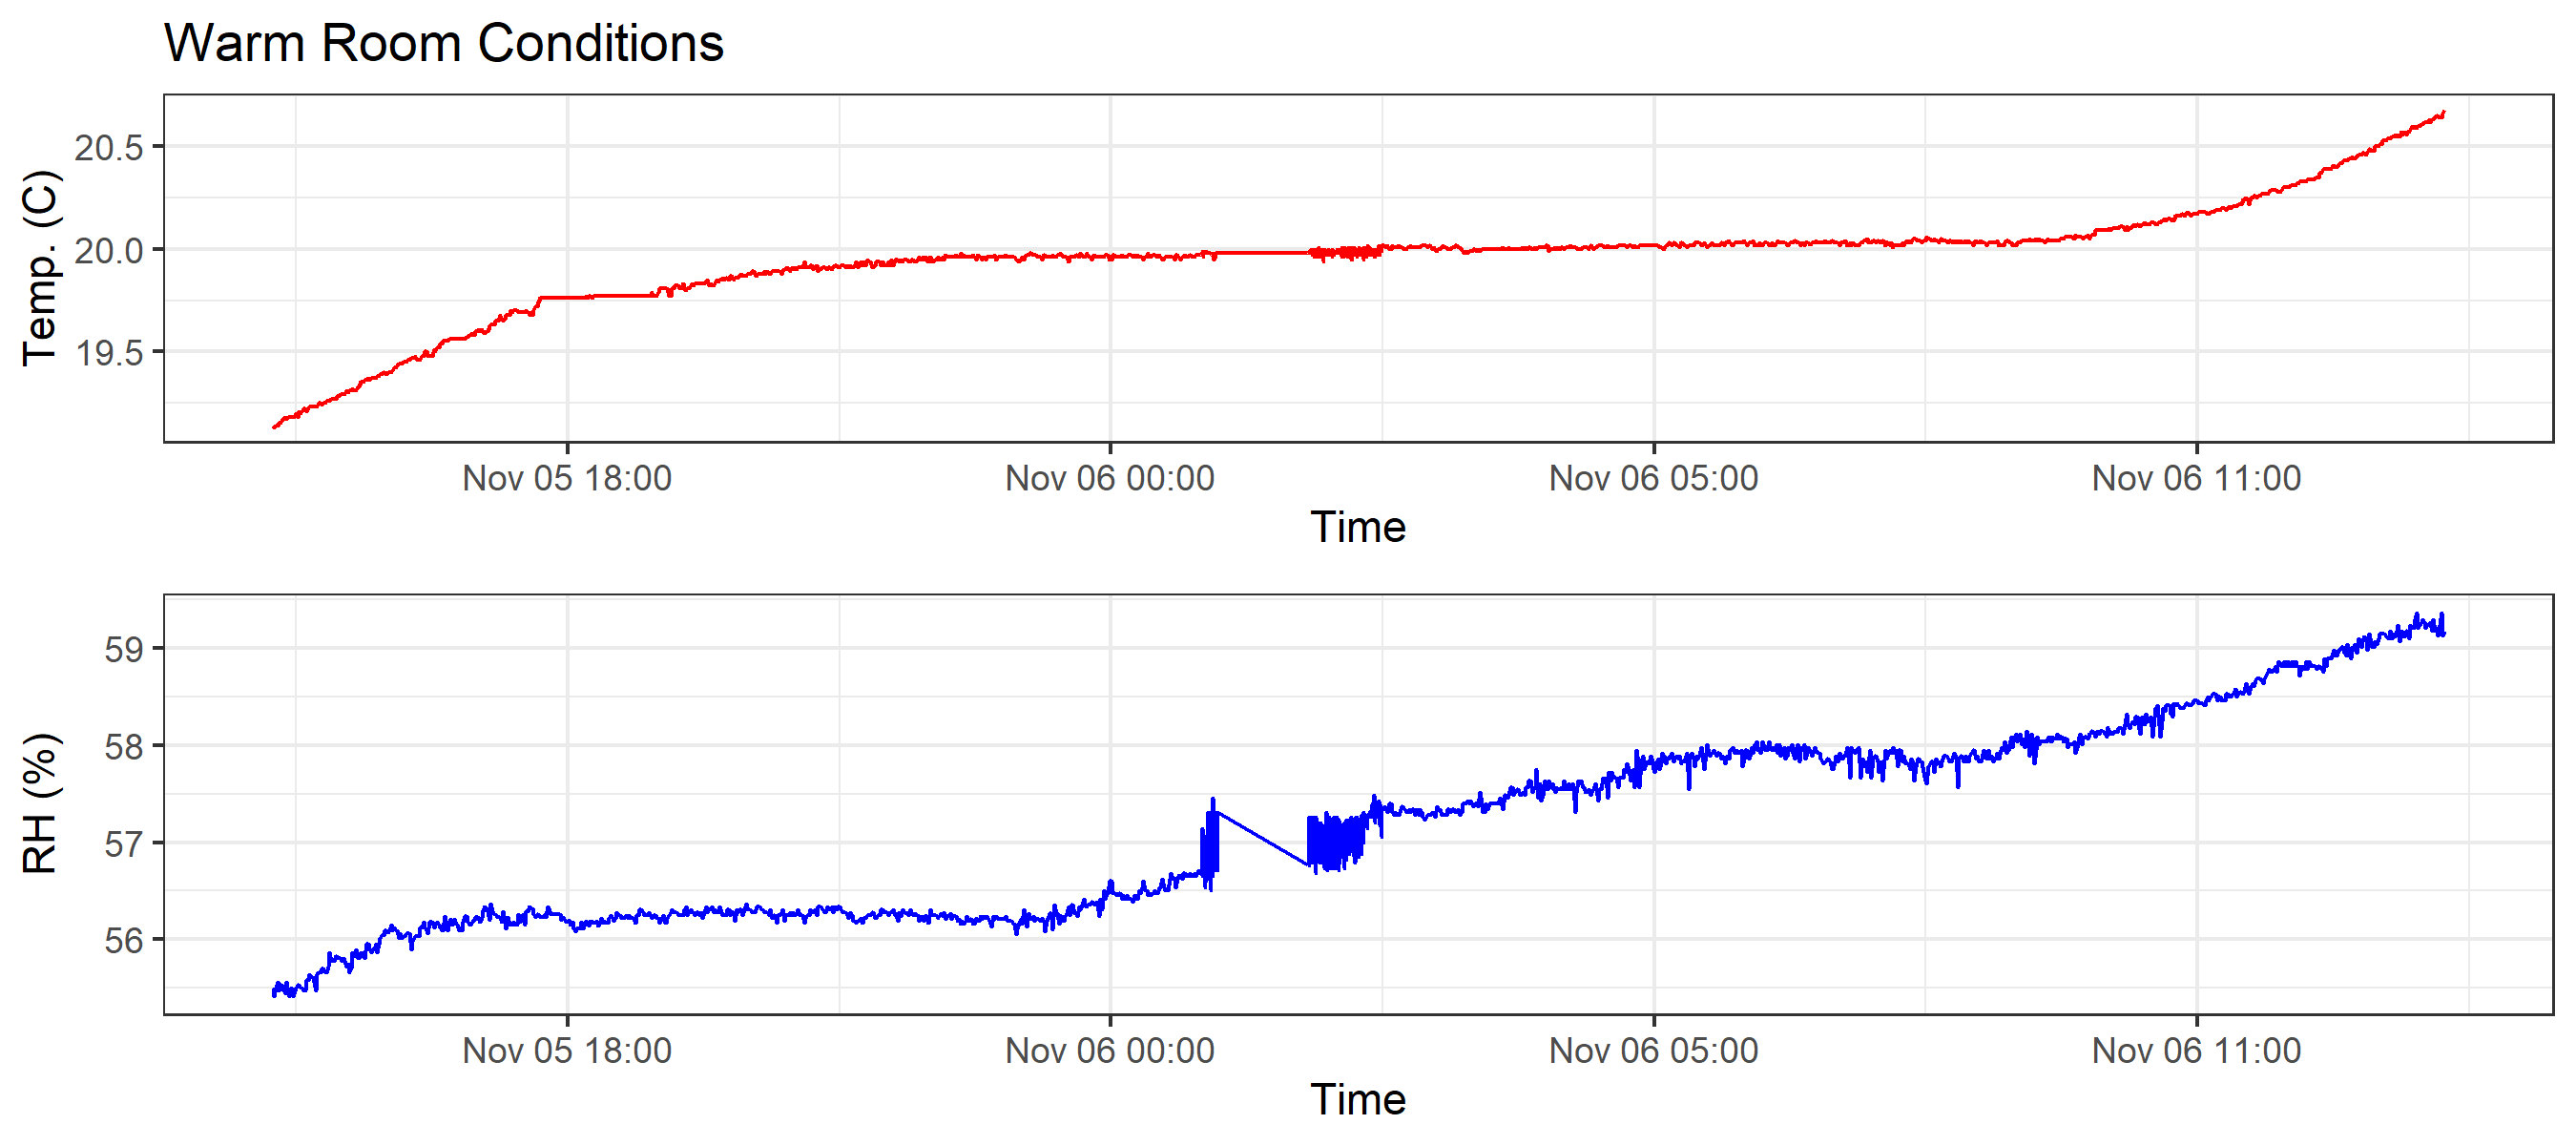 Warm Room Conditions
Temp. (C)
20.5
20.0
19.5
Nov 05 18:00 Nov 06 00:00 Nov 06 05:00 Nov 06 11:00
Time
RH (%)
59
58
57
56
Nov 05 18:00 Nov 06 00:00 Nov 06 05:00 Nov 06 11:00
Time